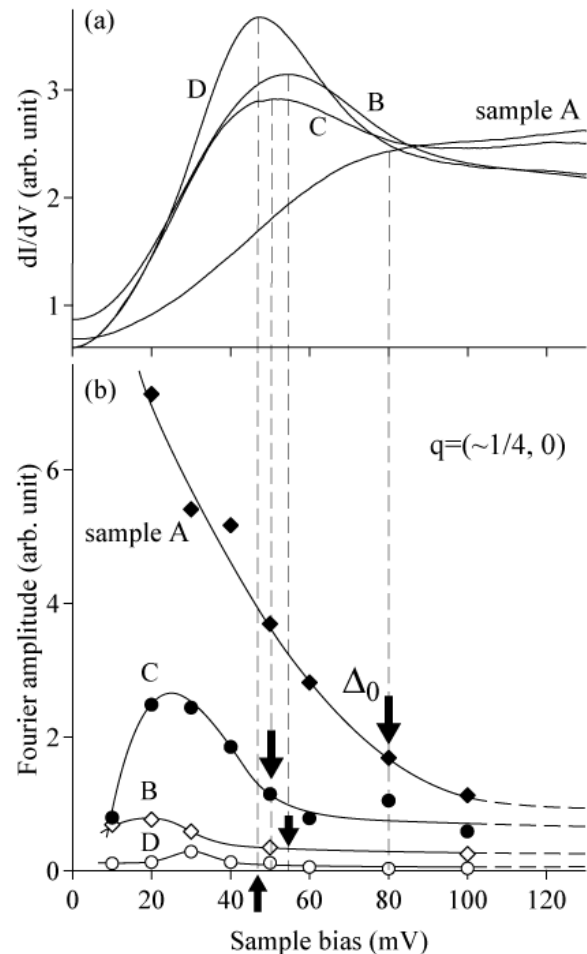 (a)
D
B
sample A
C
3
2
1
dI/dV (arb. unit)
(b)
q=(~1/4, 0)
sample A
Δ0
C
B
D
6
4
2
0
Fourier amplitude (arb. unit)
0 20 40 60 80 100 120
Sample bias (mV)